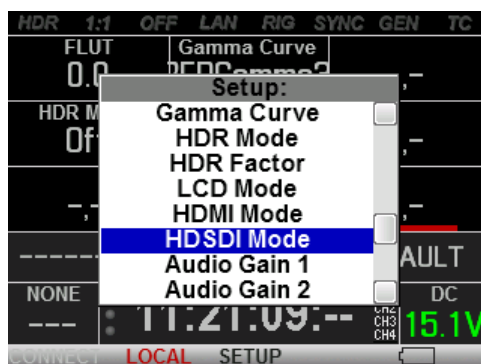 HDR 1:1 OFF LAN RIG SYNC GEN TC
FLUT Gamma Curve
Setup:
Gamma Curve
HDR Mode
HDR Factor
LCD Mode
HDMI Mode
HDSDI Mode
Audio Gain 1
Audio Gain 2
HDR M
AULT
NONE DC
--- 11:21:09:-- CH2 CH3 CH4 15.1V
CONNECT LOCAL SETUP